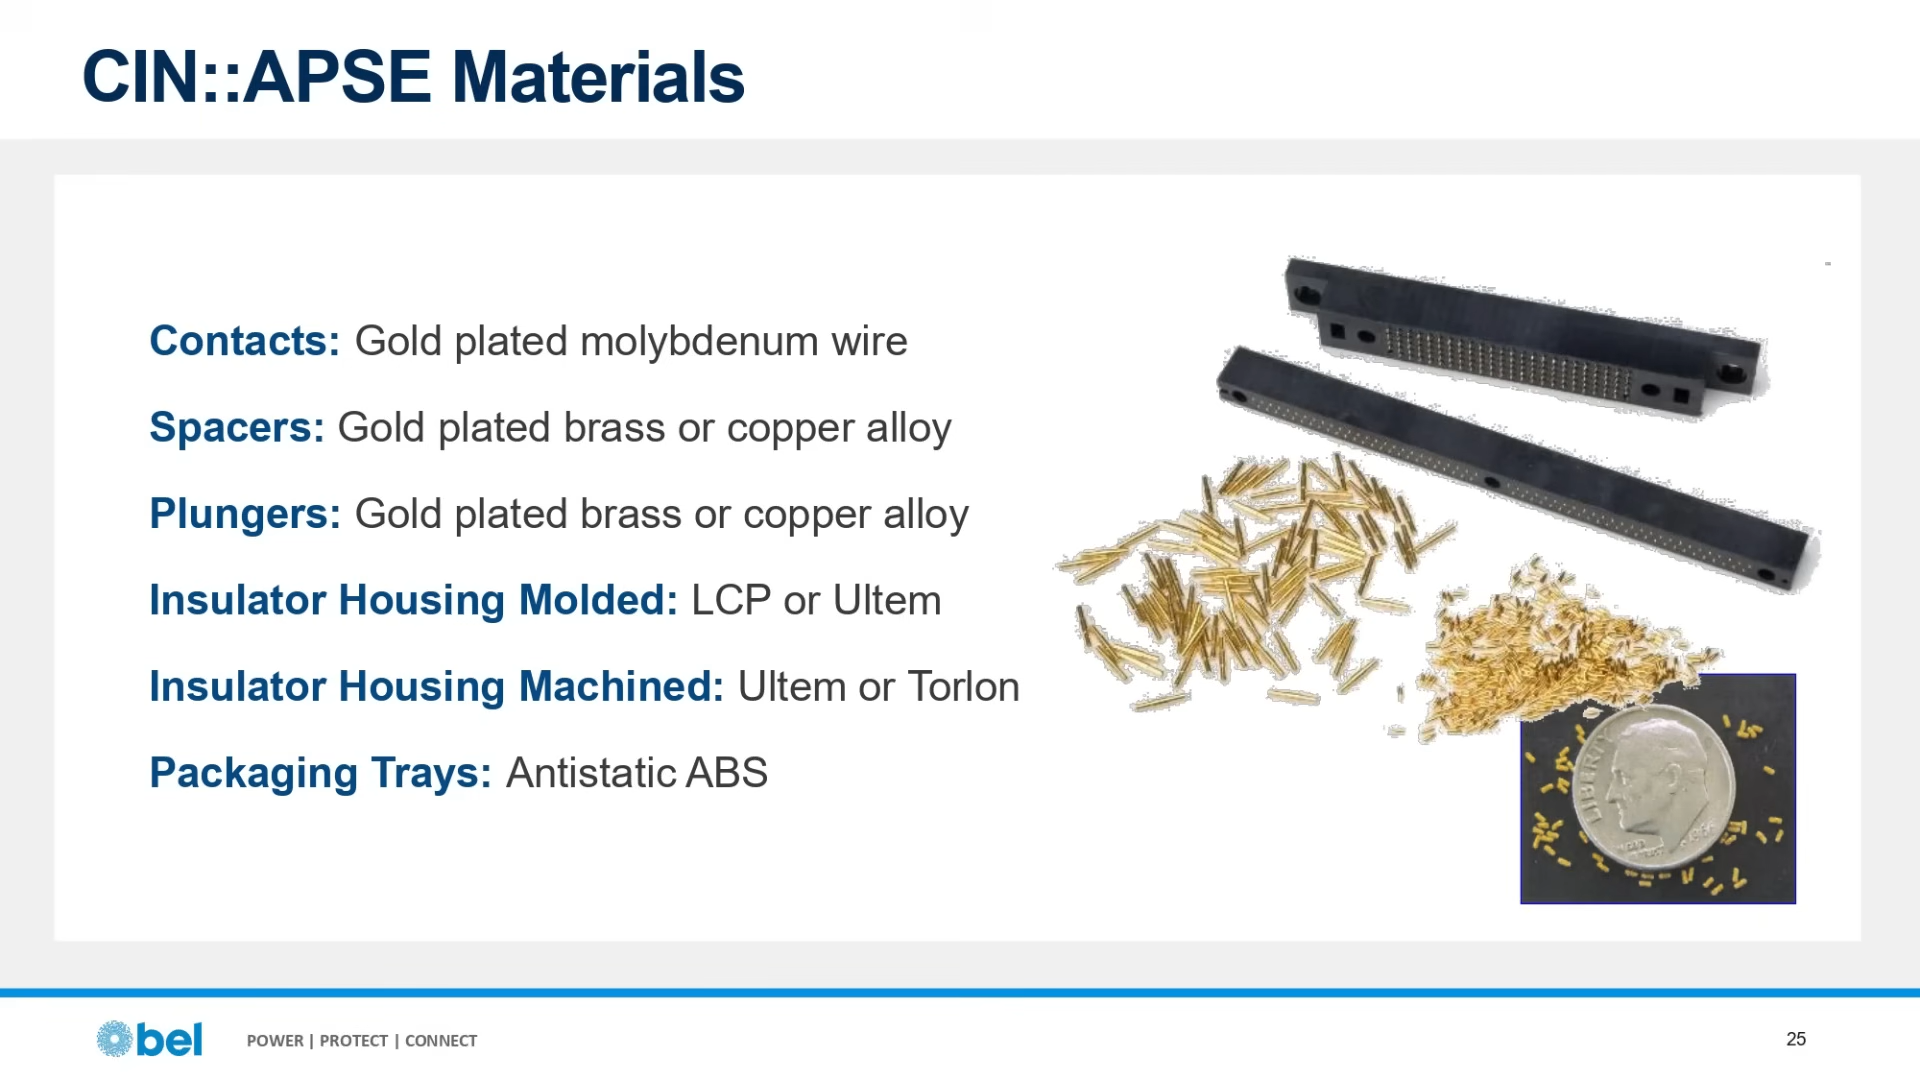 CIN::APSE Materials
Contacts: Gold plated molybdenum wire
Spacers: Gold plated brass or copper alloy
Plungers: Gold plated brass or copper alloy
Insulator Housing Molded: LCP or Ultem
Insulator Housing Machined: Ultem or Torlon
Packaging Trays: Antistatic ABS
LIBERTY
bel
POWER | PROTECT | CONNECT
25